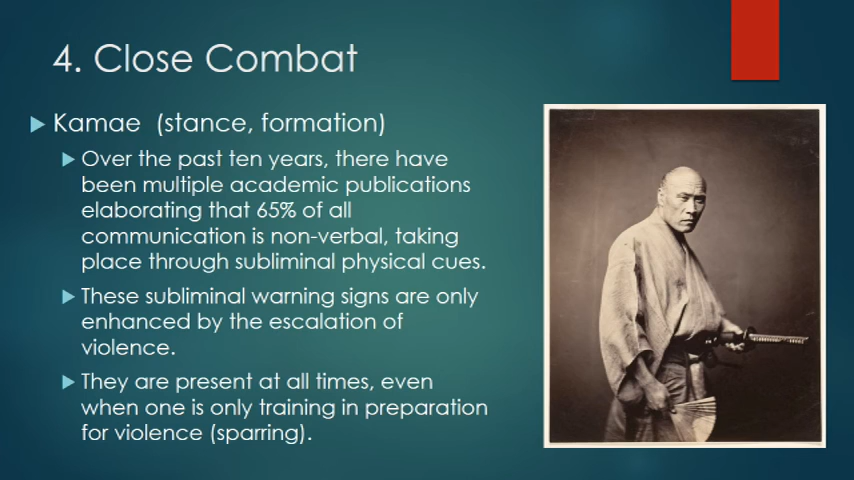 4. Close Combat
Kamae (stance, formation)
Over the past ten years, there have
been multiple academic publications
elaborating that 65% of all
communication is non-verbal, taking
place through subliminal physical cues.
These subliminal warning signs are only
enhanced by the escalation of
violence.
They are present at all times, even
when one is only training in preparation
for violence (sparring).